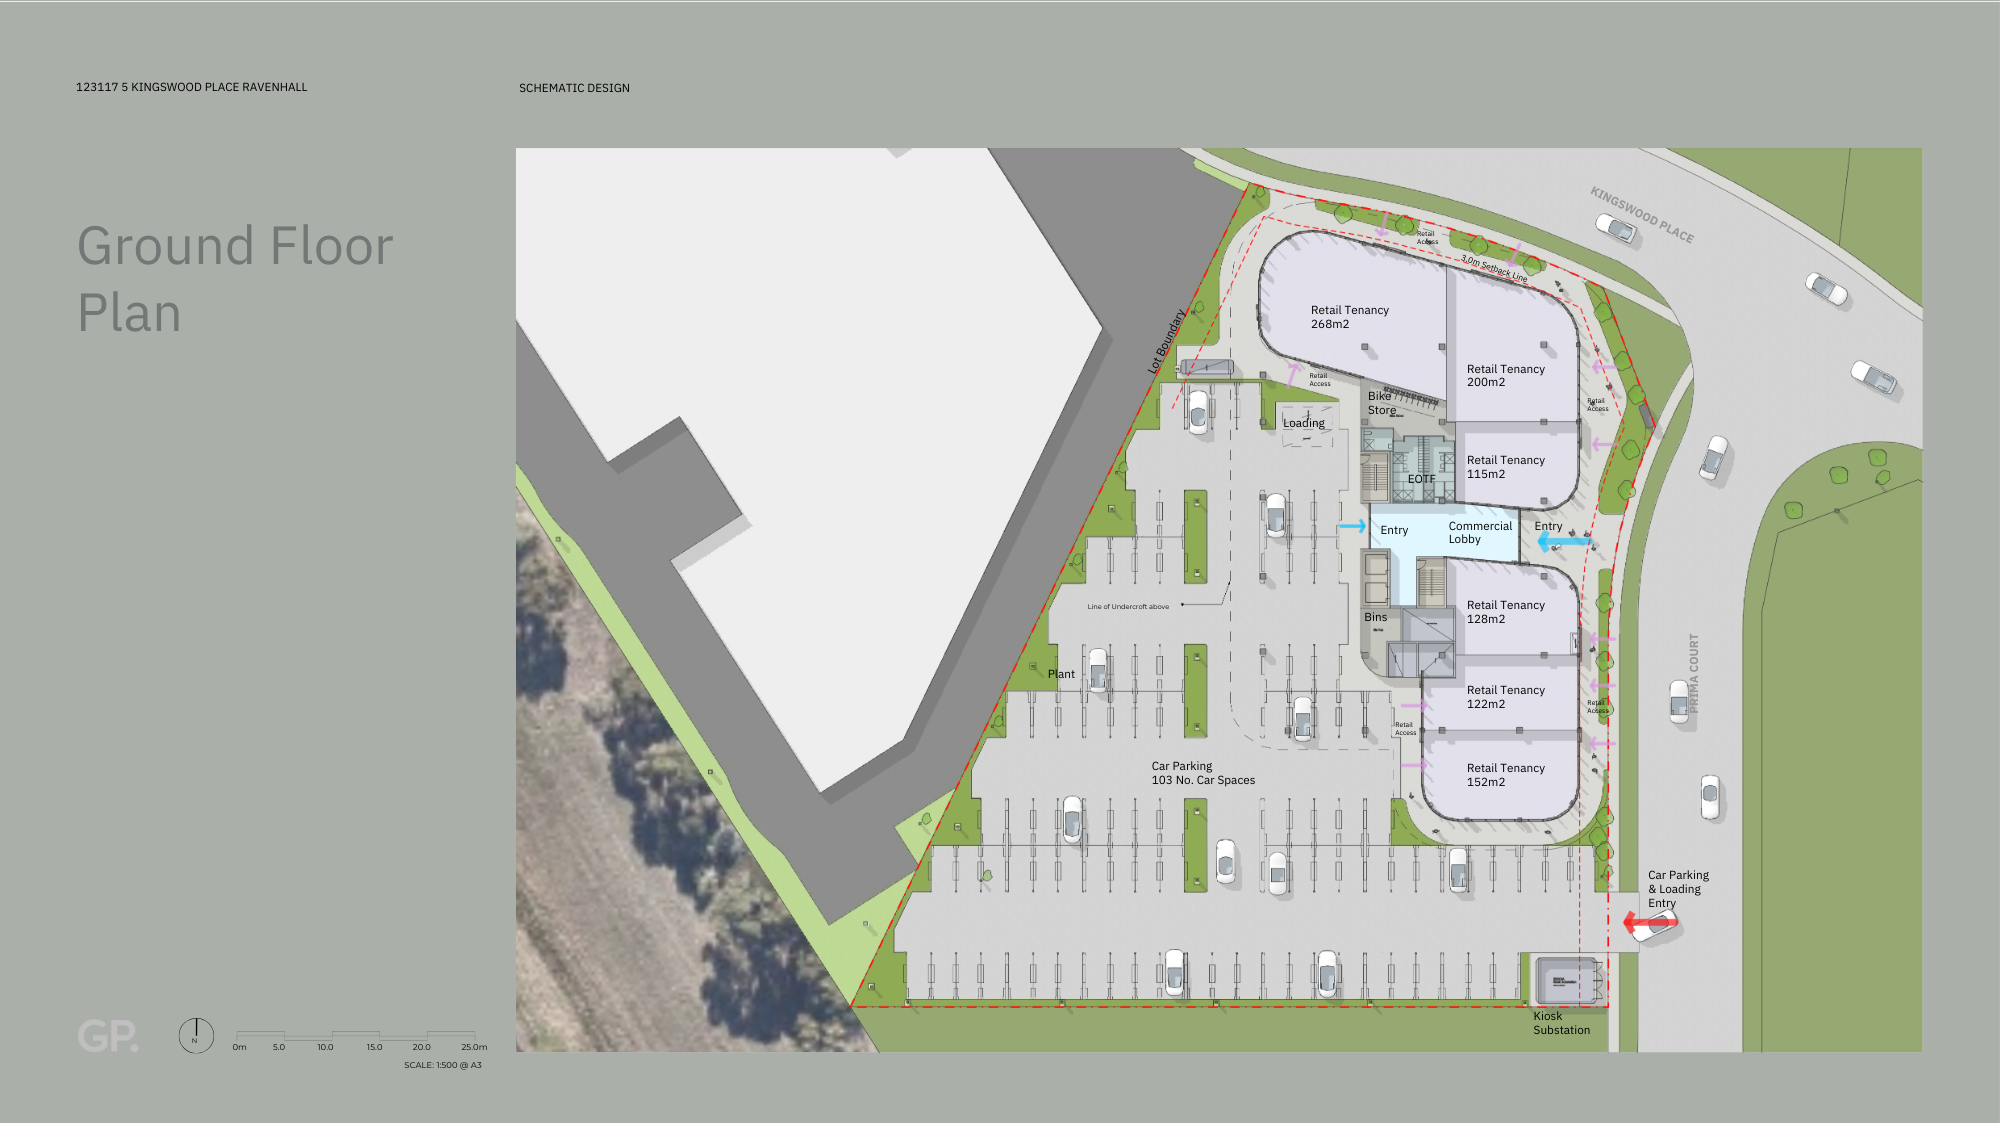 123117 5 KINGSWOOD PLACE RAVENHALL
SCHEMATIC DESIGN
Ground Floor
Plan
KINGSWOOD PLACE
Retail
Access
3.0m Setback Line
Lot Boundary
Retail Tenancy
268m2
Retail Tenancy
200m2
Retail
Access
Bike
Store
Retail
Access
Loading
Retail Tenancy
115m2
EOTF
Entry
Commercial
Lobby
Entry
Line of Undercroft above
Bins
Retail Tenancy
128m2
Plant
Retail Tenancy
122m2
Retail
Access
PRIMA COURT
Retail
Access
Car Parking
103 No. Car Spaces
Retail Tenancy
152m2
Car Parking
& Loading
Entry
Kiosk
Substation
GP.
N
0m 5.0 10.0 15.0 20.0 25.0m
SCALE: 1:500 @ A3